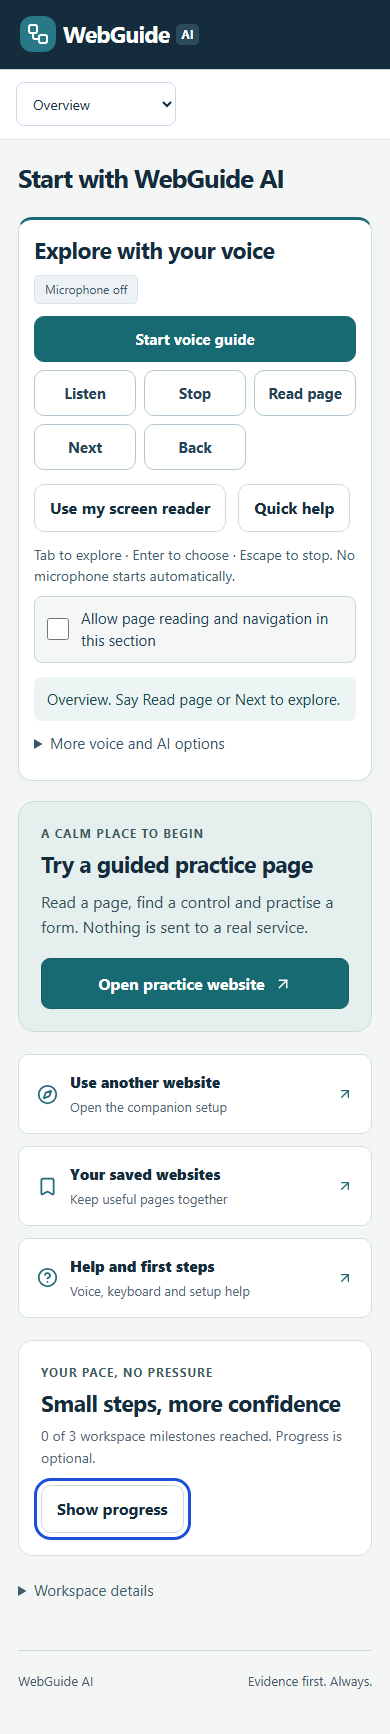 WebGuide AI
Overview
Start with WebGuide AI
Explore with your voice
Microphone off
Start voice guide
Listen
Stop
Read page
Next
Back
Use my screen reader
Quick help
Tab to explore · Enter to choose · Escape to stop. No
microphone starts automatically.
Allow page reading and navigation in
this section
Overview. Say Read page or Next to explore.
More voice and AI options
A CALM PLACE TO BEGIN
Try a guided practice page
Read a page, find a control and practise a
form. Nothing is sent to a real service.
Open practice website
Use another website
Open the companion setup
Your saved websites
Keep useful pages together
Help and first steps
Voice, keyboard and setup help
YOUR PACE, NO PRESSURE
Small steps, more confidence
0 of 3 workspace milestones reached. Progress is
optional.
Show progress
Workspace details
WebGuide AI
Evidence first. Always.